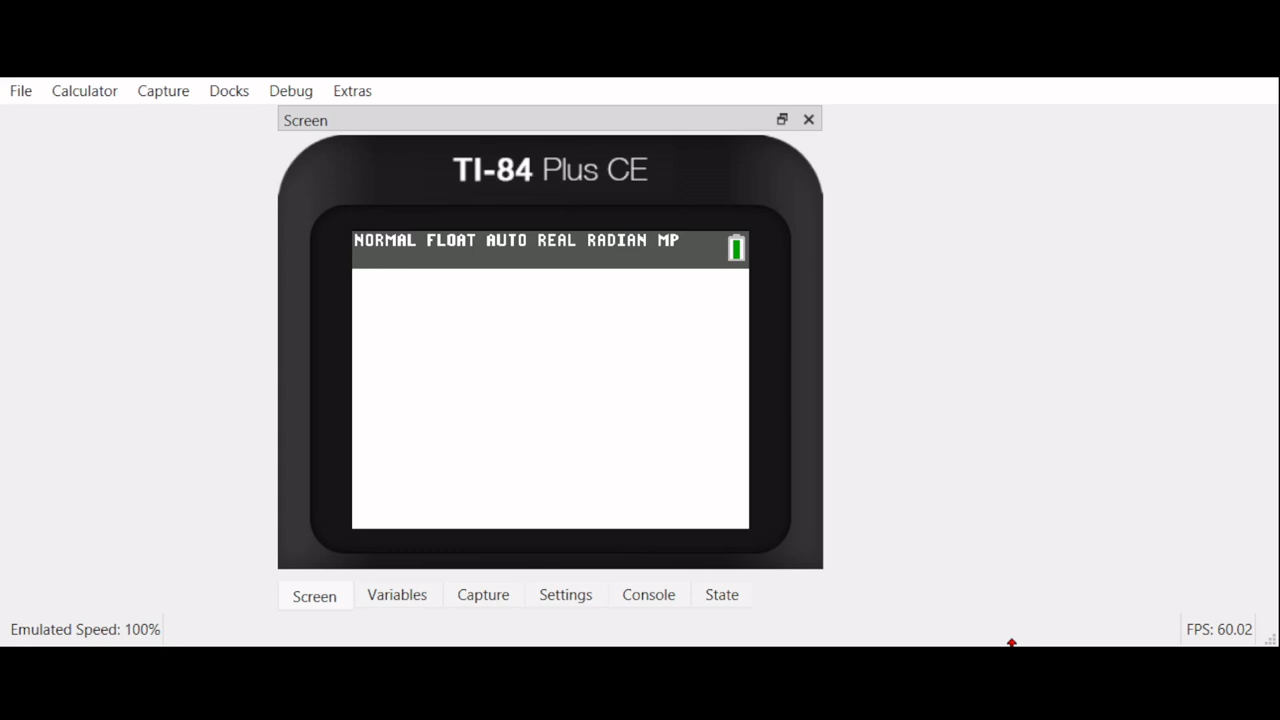 File Calculator Capture Docks Debug Extras
Screen
TI-84 Plus CE
NORMAL FLOAT AUTO REAL RADIAN MP
Screen Variables Capture Settings Console State
Emulated Speed: 100% FPS: 60.02